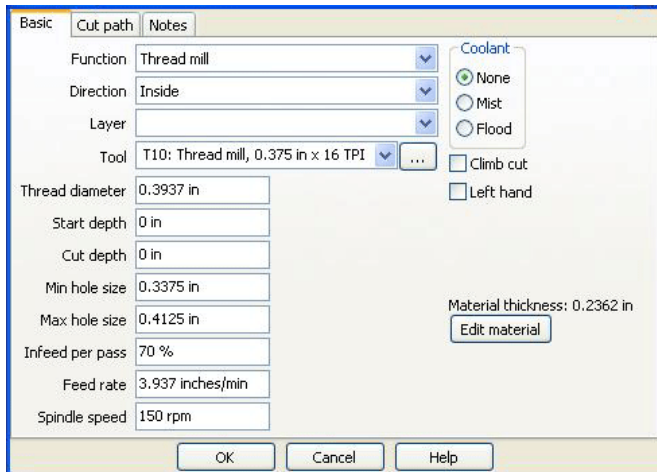 Basic Cut path Notes
Function Thread mill
Direction Inside
Layer
Tool T10: Thread mill, 0.375 in x 16 TPI ...
Thread diameter 0.3937 in
Start depth 0 in
Cut depth 0 in
Min hole size 0.3375 in
Max hole size 0.4125 in
Infeed per pass 70 %
Feed rate 3.937 inches/min
Spindle speed 150 rpm
Coolant
None
Mist
Flood
Climb cut
Left hand
Material thickness: 0.2362 in
Edit material
OK Cancel Help